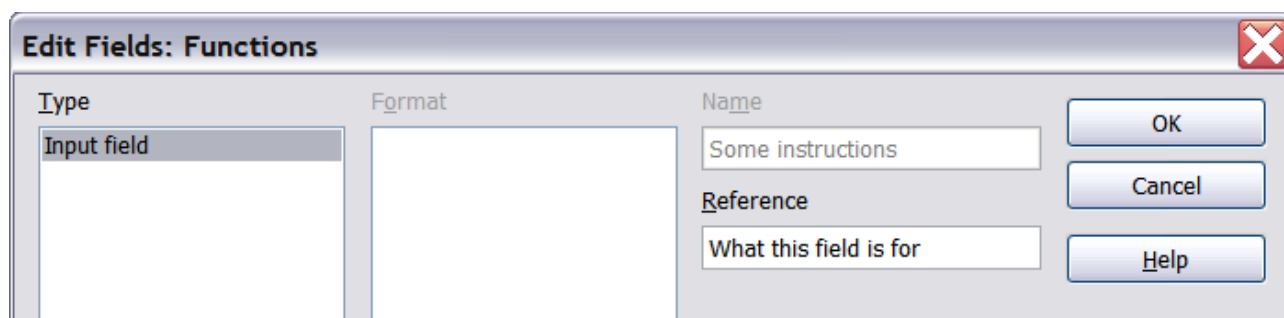 Edit Fields: Functions
Type
Input field
Format
Name
Some instructions
Reference
What this field is for
OK
Cancel
Help